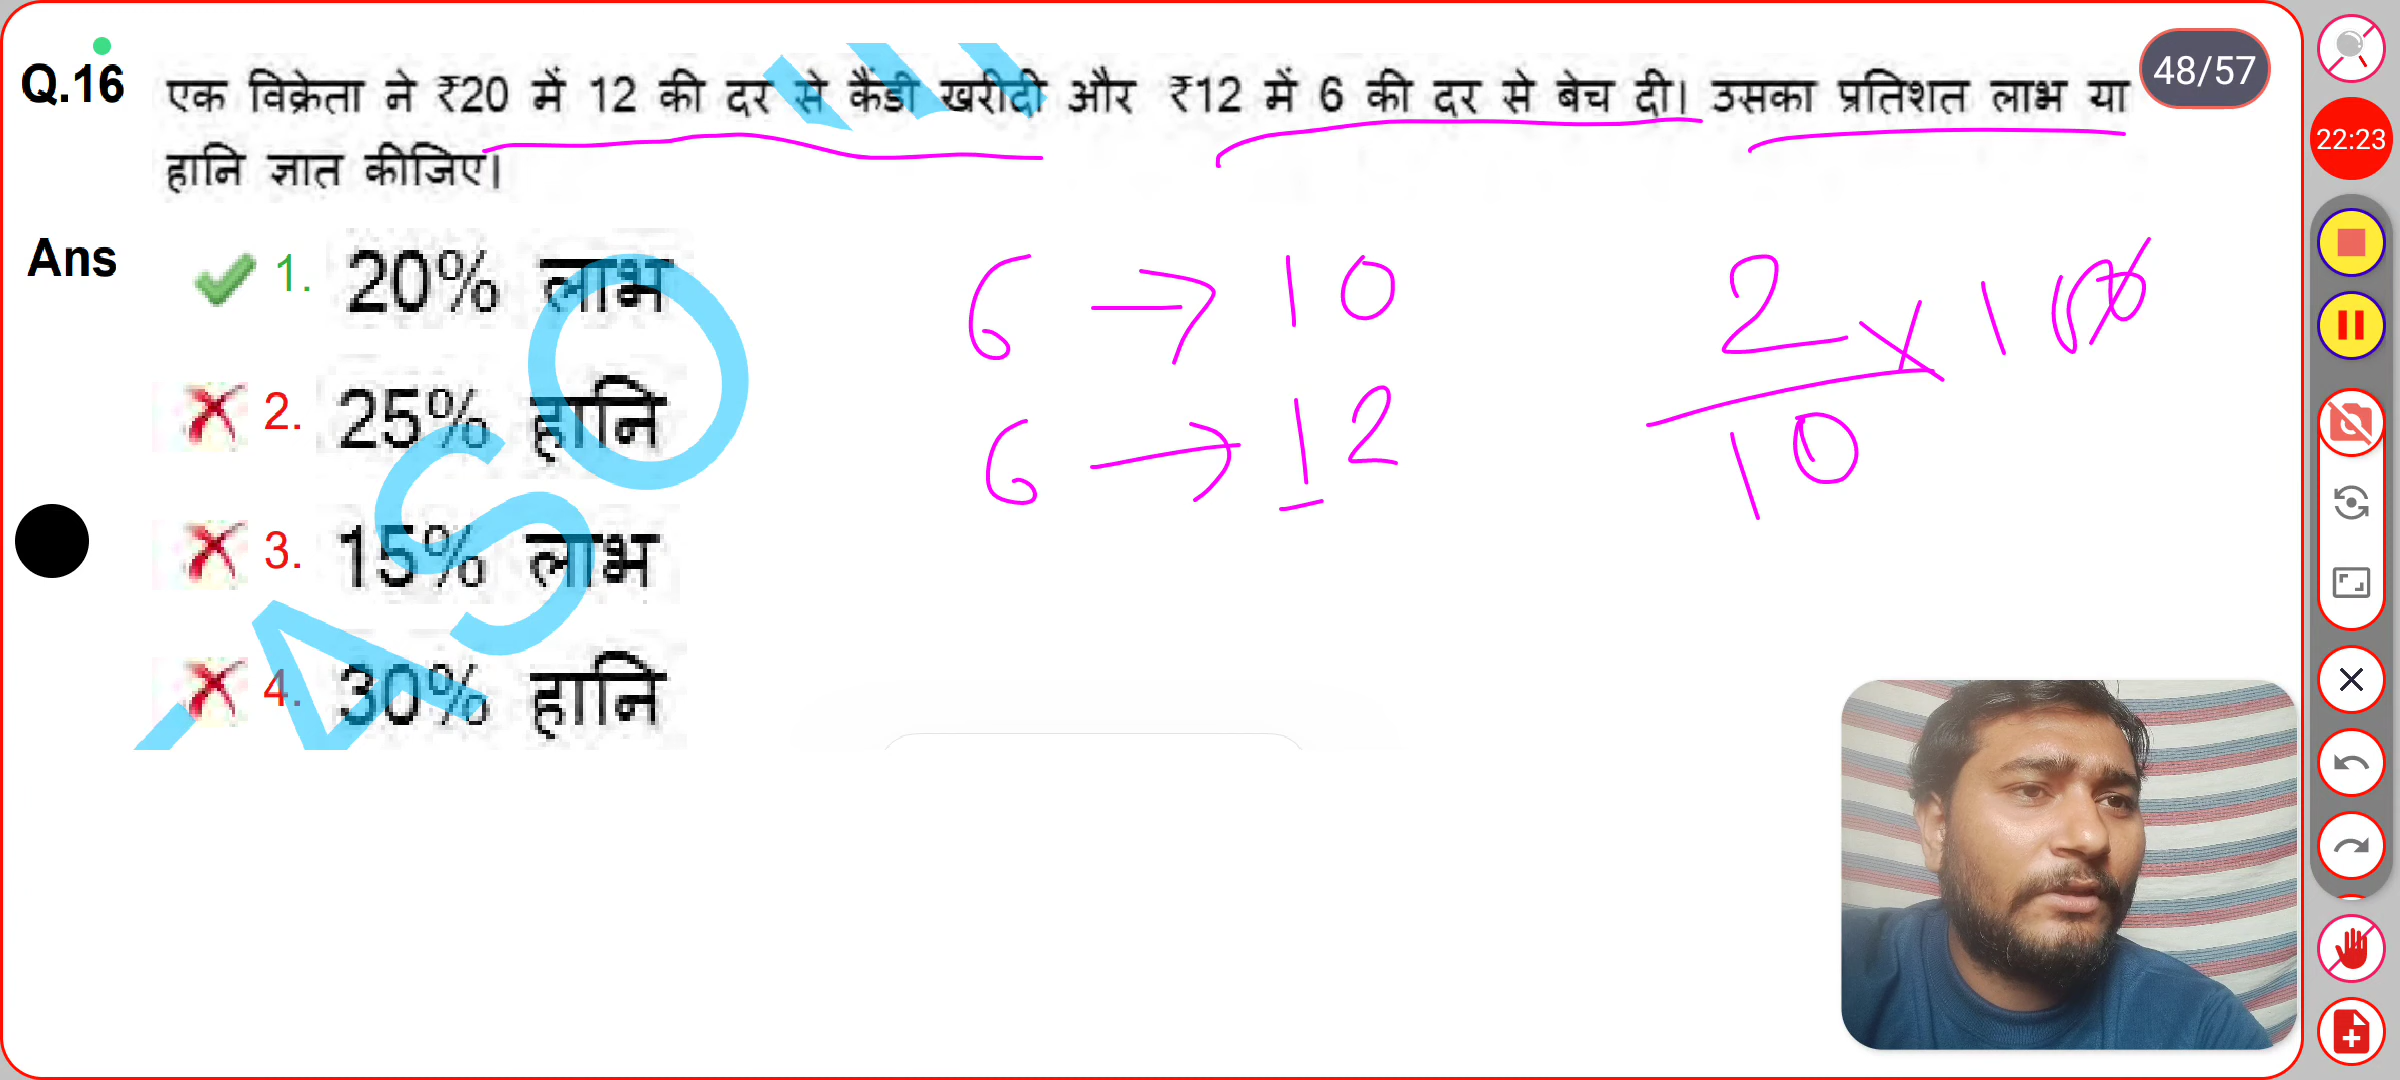 Q.16 एक विक्रेता ने ₹20 में 12 की दर से कैंडी खरीदी और ₹12 में 6 की दर से बेच दी। उसका प्रतिशत लाभ या
हानि ज्ञात कीजिए।
48/57
22:23
Ans 1. 20% लाभ
2. 25% हानि
3. 15% लाभ
4. 30% हानि
6 → 10
6 → 12
2 × 100
10
ASO